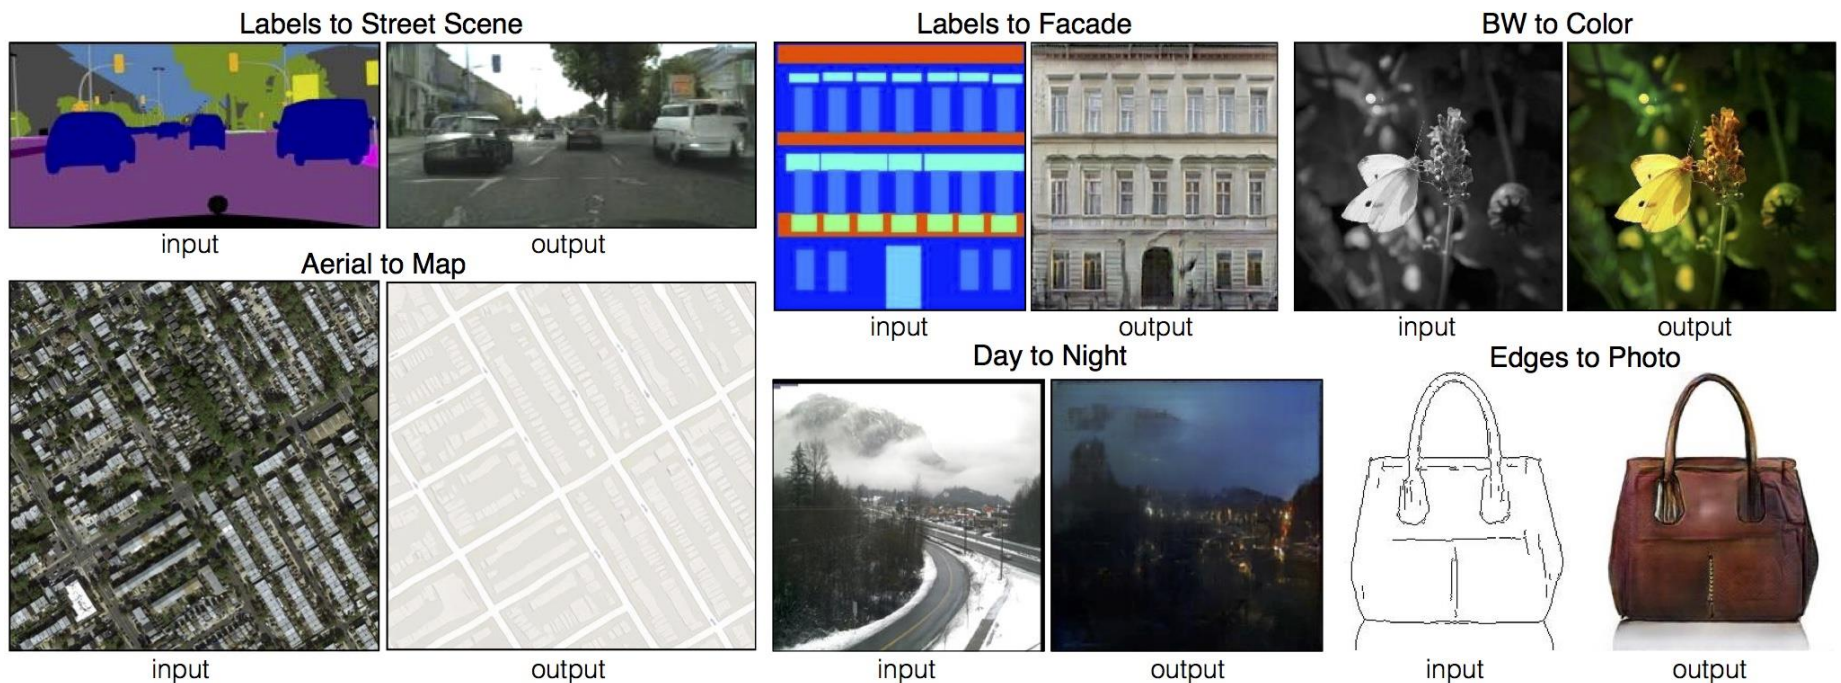 Labels to Street Scene
input
output
Aerial to Map
input
output
Labels to Facade
input
output
BW to Color
input
output
Day to Night
input
output
Edges to Photo
input
output